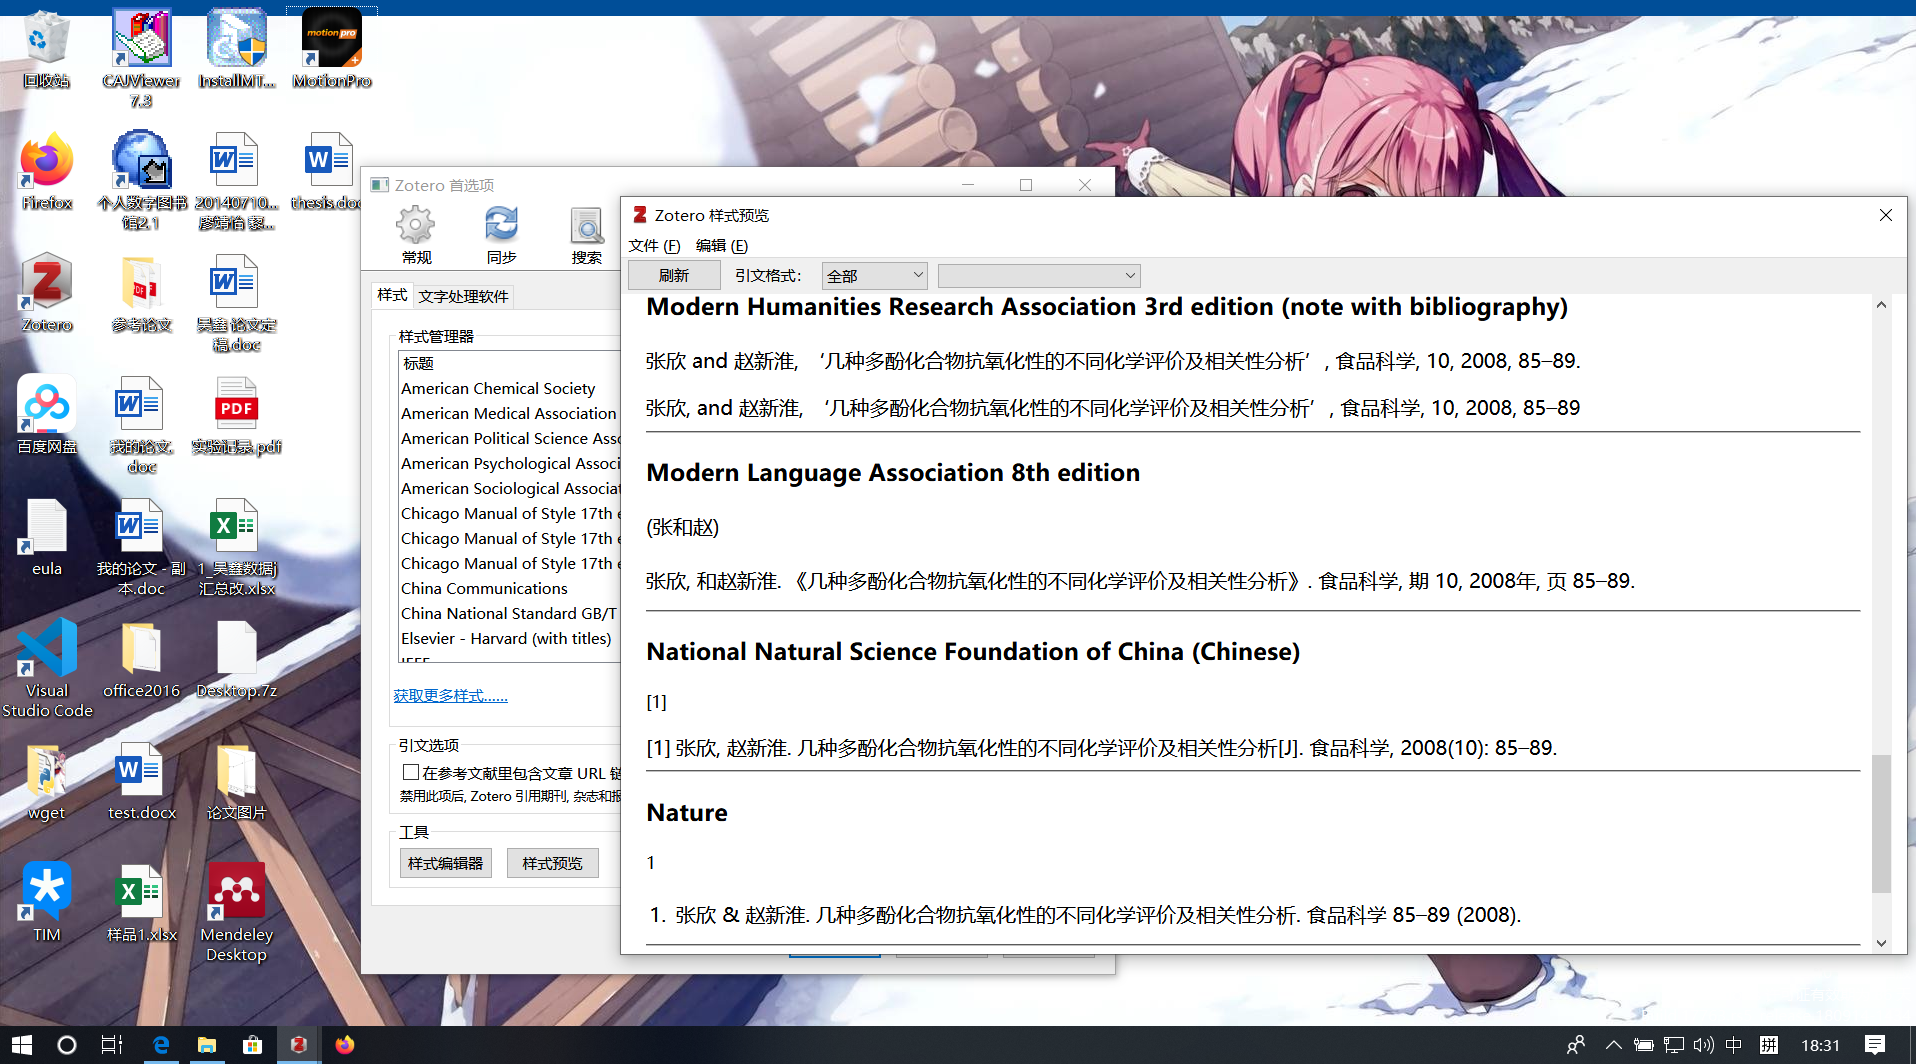 回收站
CAJViewer 7.3
InstallMT...
motion pro
MotionPro
Firefox
个人数字图书馆2.1
20140710...
廖靖怡 蓼...
thesis.doc
Zotero
参考论文
昊鑫 论文定稿.doc
百度网盘
我的论文.doc
PDF
实验记录.pdf
eula
我的论文 - 副本.doc
1_昊鑫数据j汇总改.xlsx
Visual Studio Code
office2016
Desktop.7z
wget
test.docx
论文图片
TIM
样品1.xlsx
Mendeley Desktop
Zotero 首选项
常规
同步
搜索
样式
文字处理软件
样式管理器
标题
American Chemical Society
American Medical Association
American Political Science Asso
American Psychological Associ
American Sociological Associat
Chicago Manual of Style 17th e
Chicago Manual of Style 17th e
Chicago Manual of Style 17th e
China Communications
China National Standard GB/T
Elsevier - Harvard (with titles)
IEEE
获取更多样式......
引文选项
在参考文献里包含文章 URL 链
禁用此项后, Zotero 引用期刊, 杂志和报
工具
样式编辑器
样式预览
Zotero 样式预览
文件 (F) 编辑 (E)
刷新 引文格式: 全部
Modern Humanities Research Association 3rd edition (note with bibliography)
张欣 and 赵新淮, ‘几种多酚化合物抗氧化性的不同化学评价及相关性分析’, 食品科学, 10, 2008, 85–89.
张欣, and 赵新淮, ‘几种多酚化合物抗氧化性的不同化学评价及相关性分析’, 食品科学, 10, 2008, 85–89
Modern Language Association 8th edition
(张和赵)
张欣, 和赵新淮. 《几种多酚化合物抗氧化性的不同化学评价及相关性分析》. 食品科学, 期 10, 2008年, 页 85–89.
National Natural Science Foundation of China (Chinese)
[1]
[1] 张欣, 赵新淮. 几种多酚化合物抗氧化性的不同化学评价及相关性分析[J]. 食品科学, 2008(10): 85–89.
Nature
1
1. 张欣 & 赵新淮. 几种多酚化合物抗氧化性的不同化学评价及相关性分析. 食品科学 85–89 (2008).
中
拼
18:31